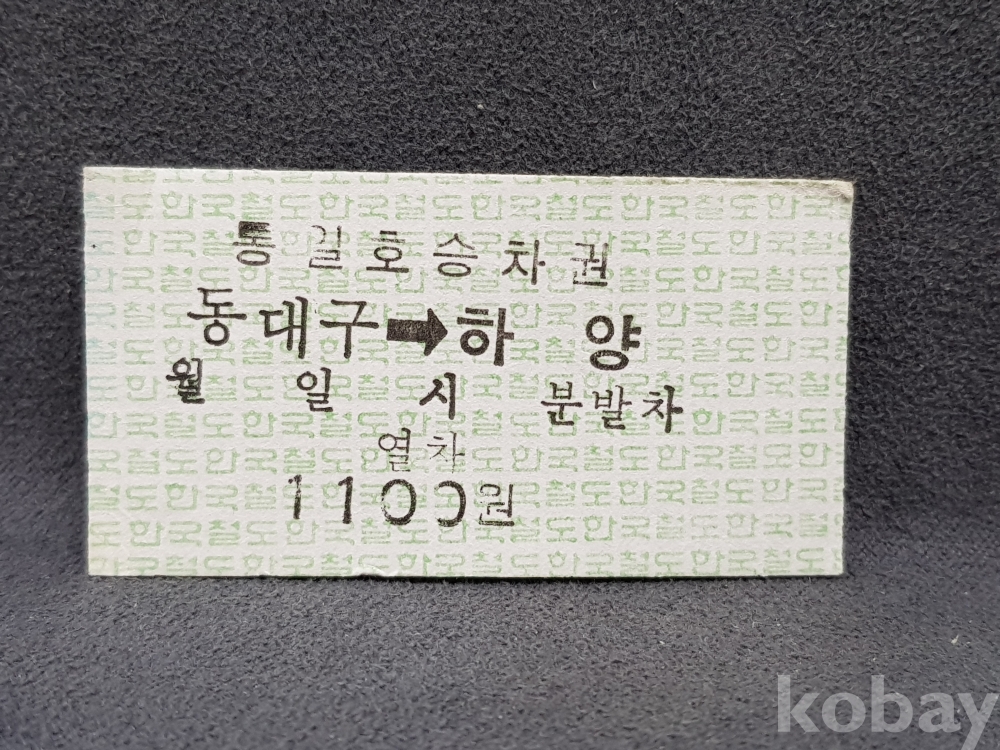 통일호승차권
동대구➡하 양
월 일 시 분발차
열차
1100원
kobay